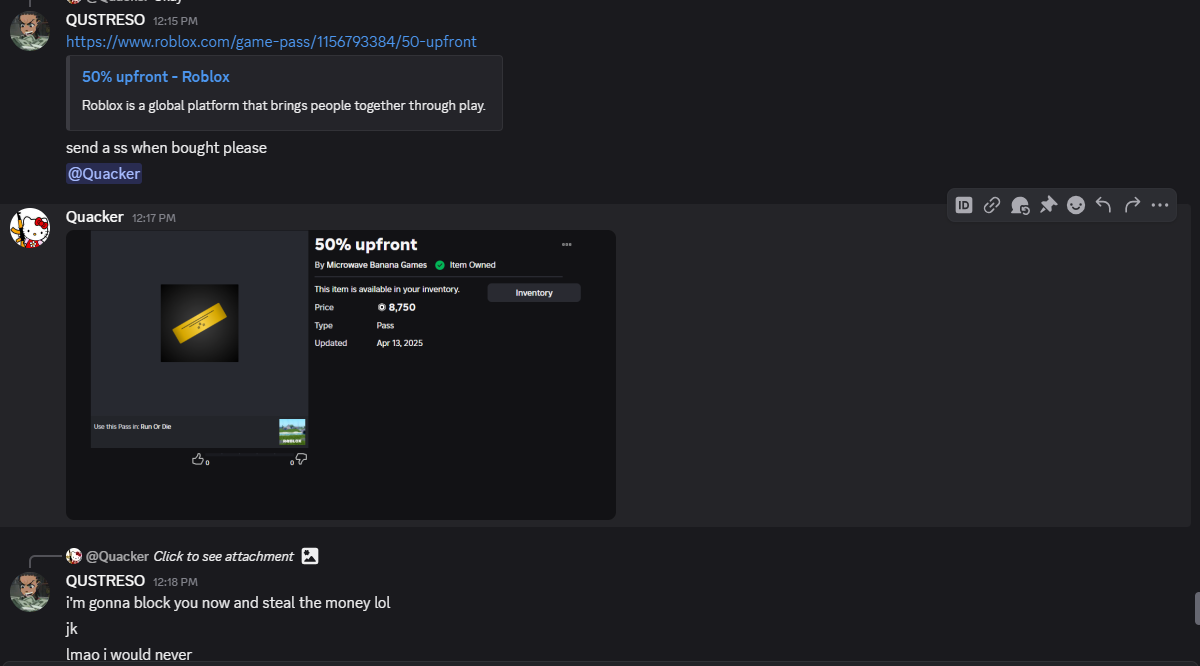 @Quacker Okay
QUSTRESO 12:15 PM
https://www.roblox.com/game-pass/1156793384/50-upfront
50% upfront - Roblox
Roblox is a global platform that brings people together through play.
send a ss when bought please
@Quacker
ID
Quacker 12:17 PM
50% upfront
By Microwave Banana Games Item Owned
This item is available in your inventory.
Inventory
Price 8,750
Type Pass
Updated Apr 13, 2025
Use this Pass in: Run Or Die
ROBLOX
0 0
@Quacker Click to see attachment
QUSTRESO 12:18 PM
i'm gonna block you now and steal the money lol
jk
lmao i would never